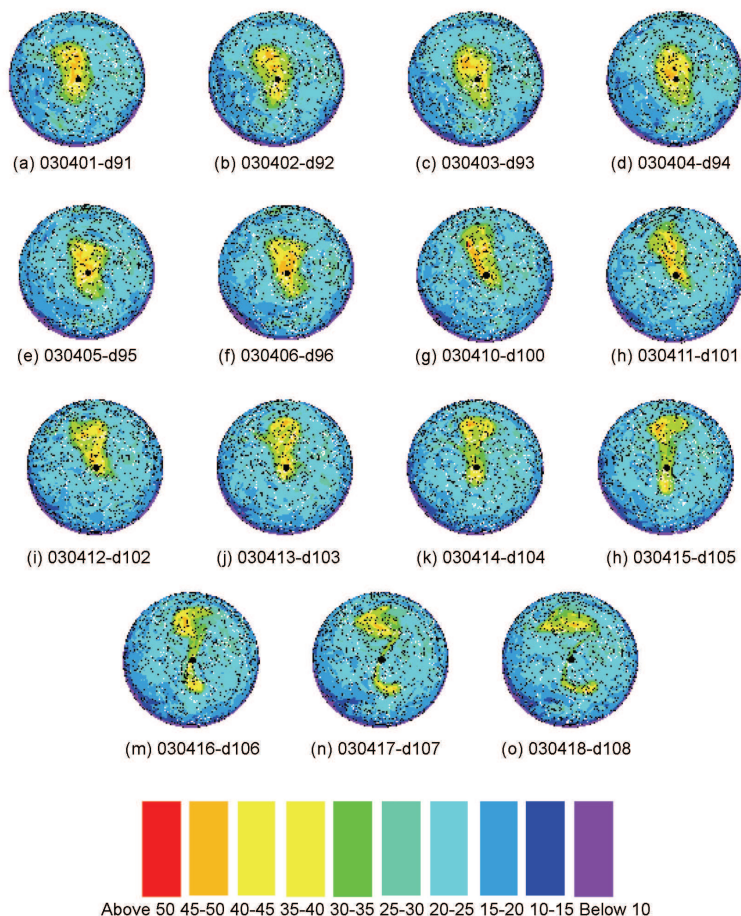 (a) 030401-d91 (b) 030402-d92 (c) 030403-d93 (d) 030404-d94
(e) 030405-d95 (f) 030406-d96 (g) 030410-d100 (h) 030411-d101
(i) 030412-d102 (j) 030413-d103 (k) 030414-d104 (h) 030415-d105
(m) 030416-d106 (n) 030417-d107 (o) 030418-d108
Above 50 45-50 40-45 35-40 30-35 25-30 20-25 15-20 10-15 Below 10